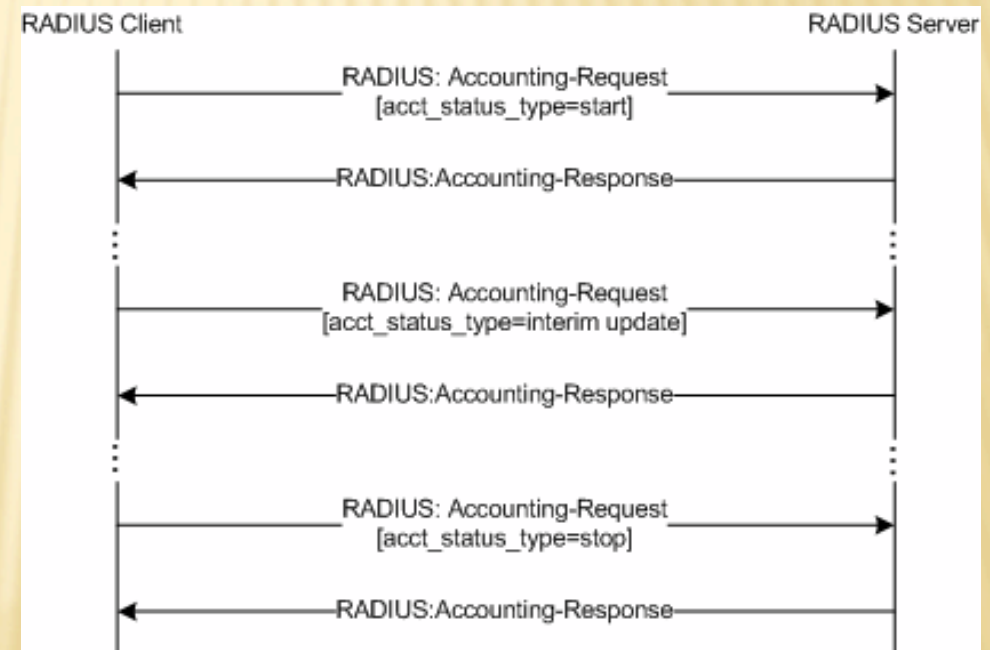 RADIUS Client
RADIUS Server
RADIUS: Accounting-Request
[acct_status_type=start]
RADIUS:Accounting-Response
RADIUS: Accounting-Request
[acct_status_type=interim update]
RADIUS:Accounting-Response
RADIUS: Accounting-Request
[acct_status_type=stop]
RADIUS:Accounting-Response